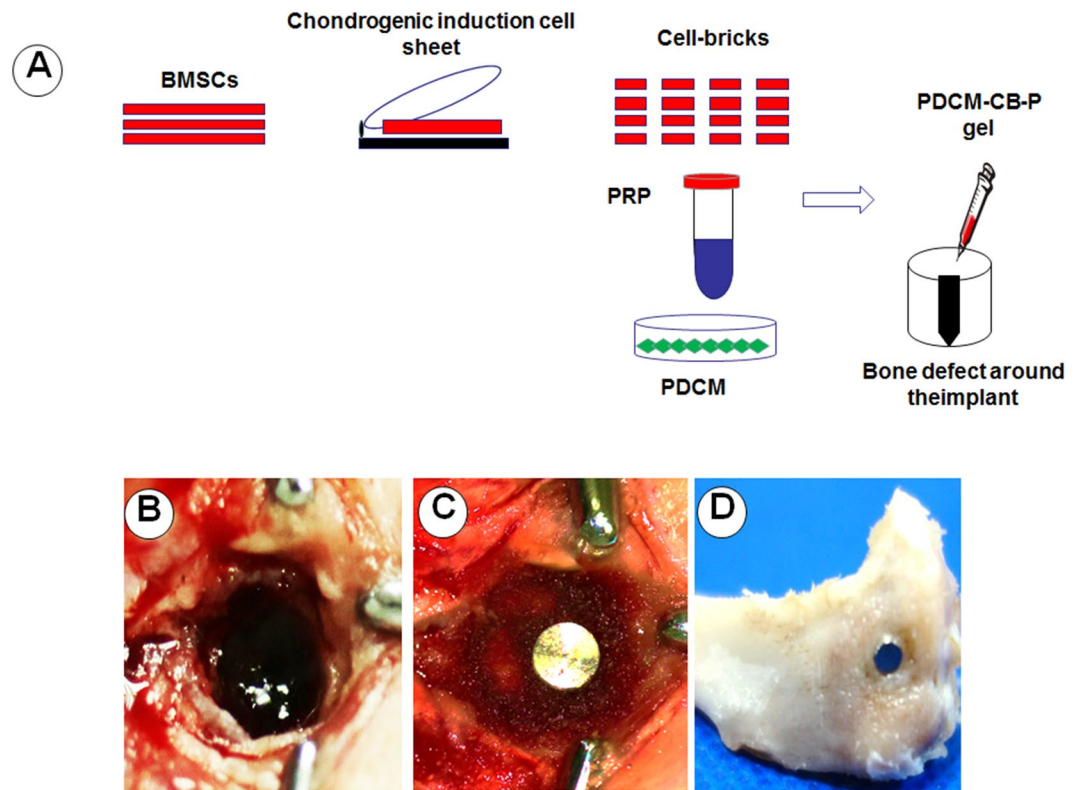 A
BMSCs
Chondrogenic induction cell
sheet
Cell-bricks
PRP
PDCM
PDCM-CB-P
gel
Bone defect around
theimplant
B
C
D